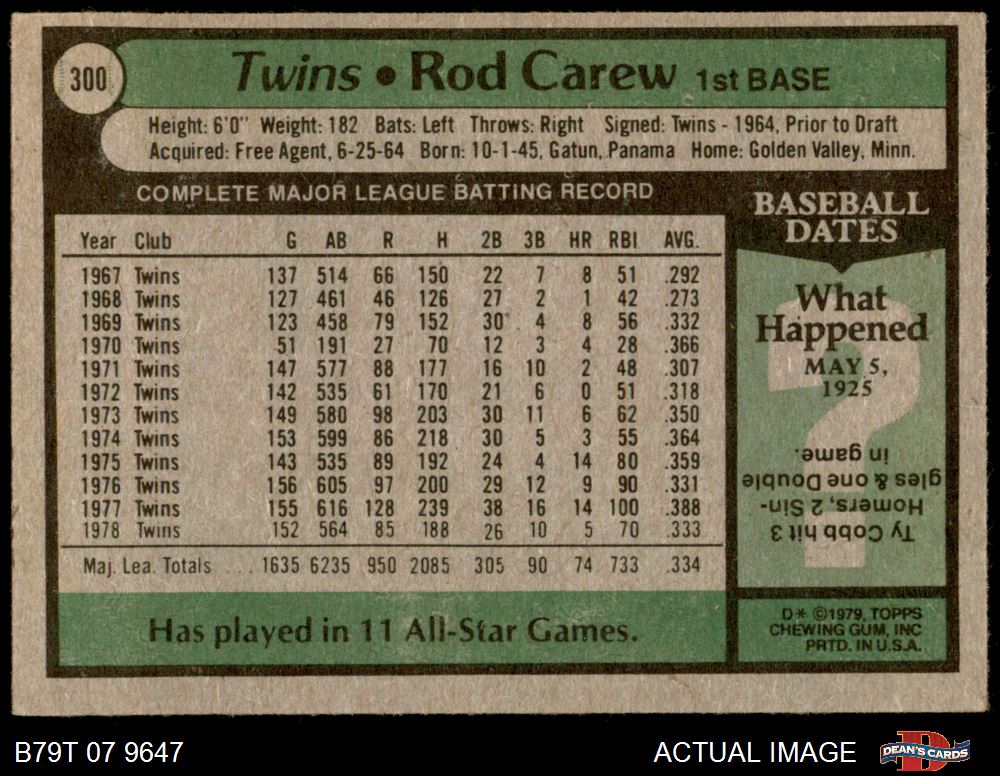 300
Twins • Rod Carew 1st BASE
Height: 6'0" Weight: 182 Bats: Left Throws: Right Signed: Twins - 1964, Prior to Draft
Acquired: Free Agent, 6-25-64 Born: 10-1-45, Gatun, Panama Home: Golden Valley, Minn.
COMPLETE MAJOR LEAGUE BATTING RECORD
Year Club G AB R H 2B 3B HR RBI AVG.
1967 Twins 137 514 66 150 22 7 8 51 .292
1968 Twins 127 461 46 126 27 2 1 42 .273
1969 Twins 123 458 79 152 30 4 8 56 .332
1970 Twins 51 191 27 70 12 3 4 28 .366
1971 Twins 147 577 88 177 16 10 2 48 .307
1972 Twins 142 535 61 170 21 6 0 51 .318
1973 Twins 149 580 98 203 30 11 6 62 .350
1974 Twins 153 599 86 218 30 5 3 55 .364
1975 Twins 143 535 89 192 24 4 14 80 .359
1976 Twins 156 605 97 200 29 12 9 90 .331
1977 Twins 155 616 128 239 38 16 14 100 .388
1978 Twins 152 564 85 188 26 10 5 70 .333
Maj. Lea. Totals .... 1635 6235 950 2085 305 90 74 733 .334
Has played in 11 All-Star Games.
BASEBALL
DATES
What
Happened
MAY 5,
1925
?
Ty Cobb hit 3
Homers, 2 Sin-
gles & one Double
in game.
D* ©1979, TOPPS
CHEWING GUM, INC
PRTD. IN U.S.A.
B79T 07 9647
ACTUAL IMAGE
D
DEAN'S CARDS